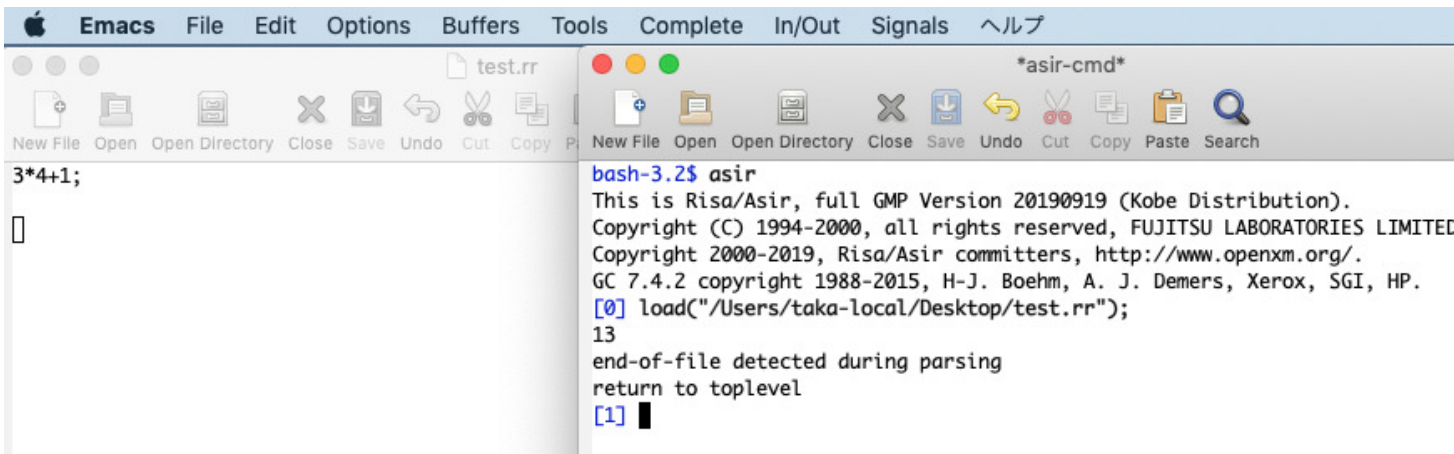 Emacs File Edit Options Buffers Tools Complete In/Out Signals ヘルプ
test.rr
New File Open Open Directory Close Save Undo Cut Copy
3*4+1;
*asir-cmd*
New File Open Open Directory Close Save Undo Cut Copy Paste Search
bash-3.2$ asir
This is Risa/Asir, full GMP Version 20190919 (Kobe Distribution).
Copyright (C) 1994-2000, all rights reserved, FUJITSU LABORATORIES LIMITED
Copyright 2000-2019, Risa/Asir committers, http://www.openxm.org/.
GC 7.4.2 copyright 1988-2015, H-J. Boehm, A. J. Demers, Xerox, SGI, HP.
[0] load("/Users/taka-local/Desktop/test.rr");
13
end-of-file detected during parsing
return to toplevel
[1]